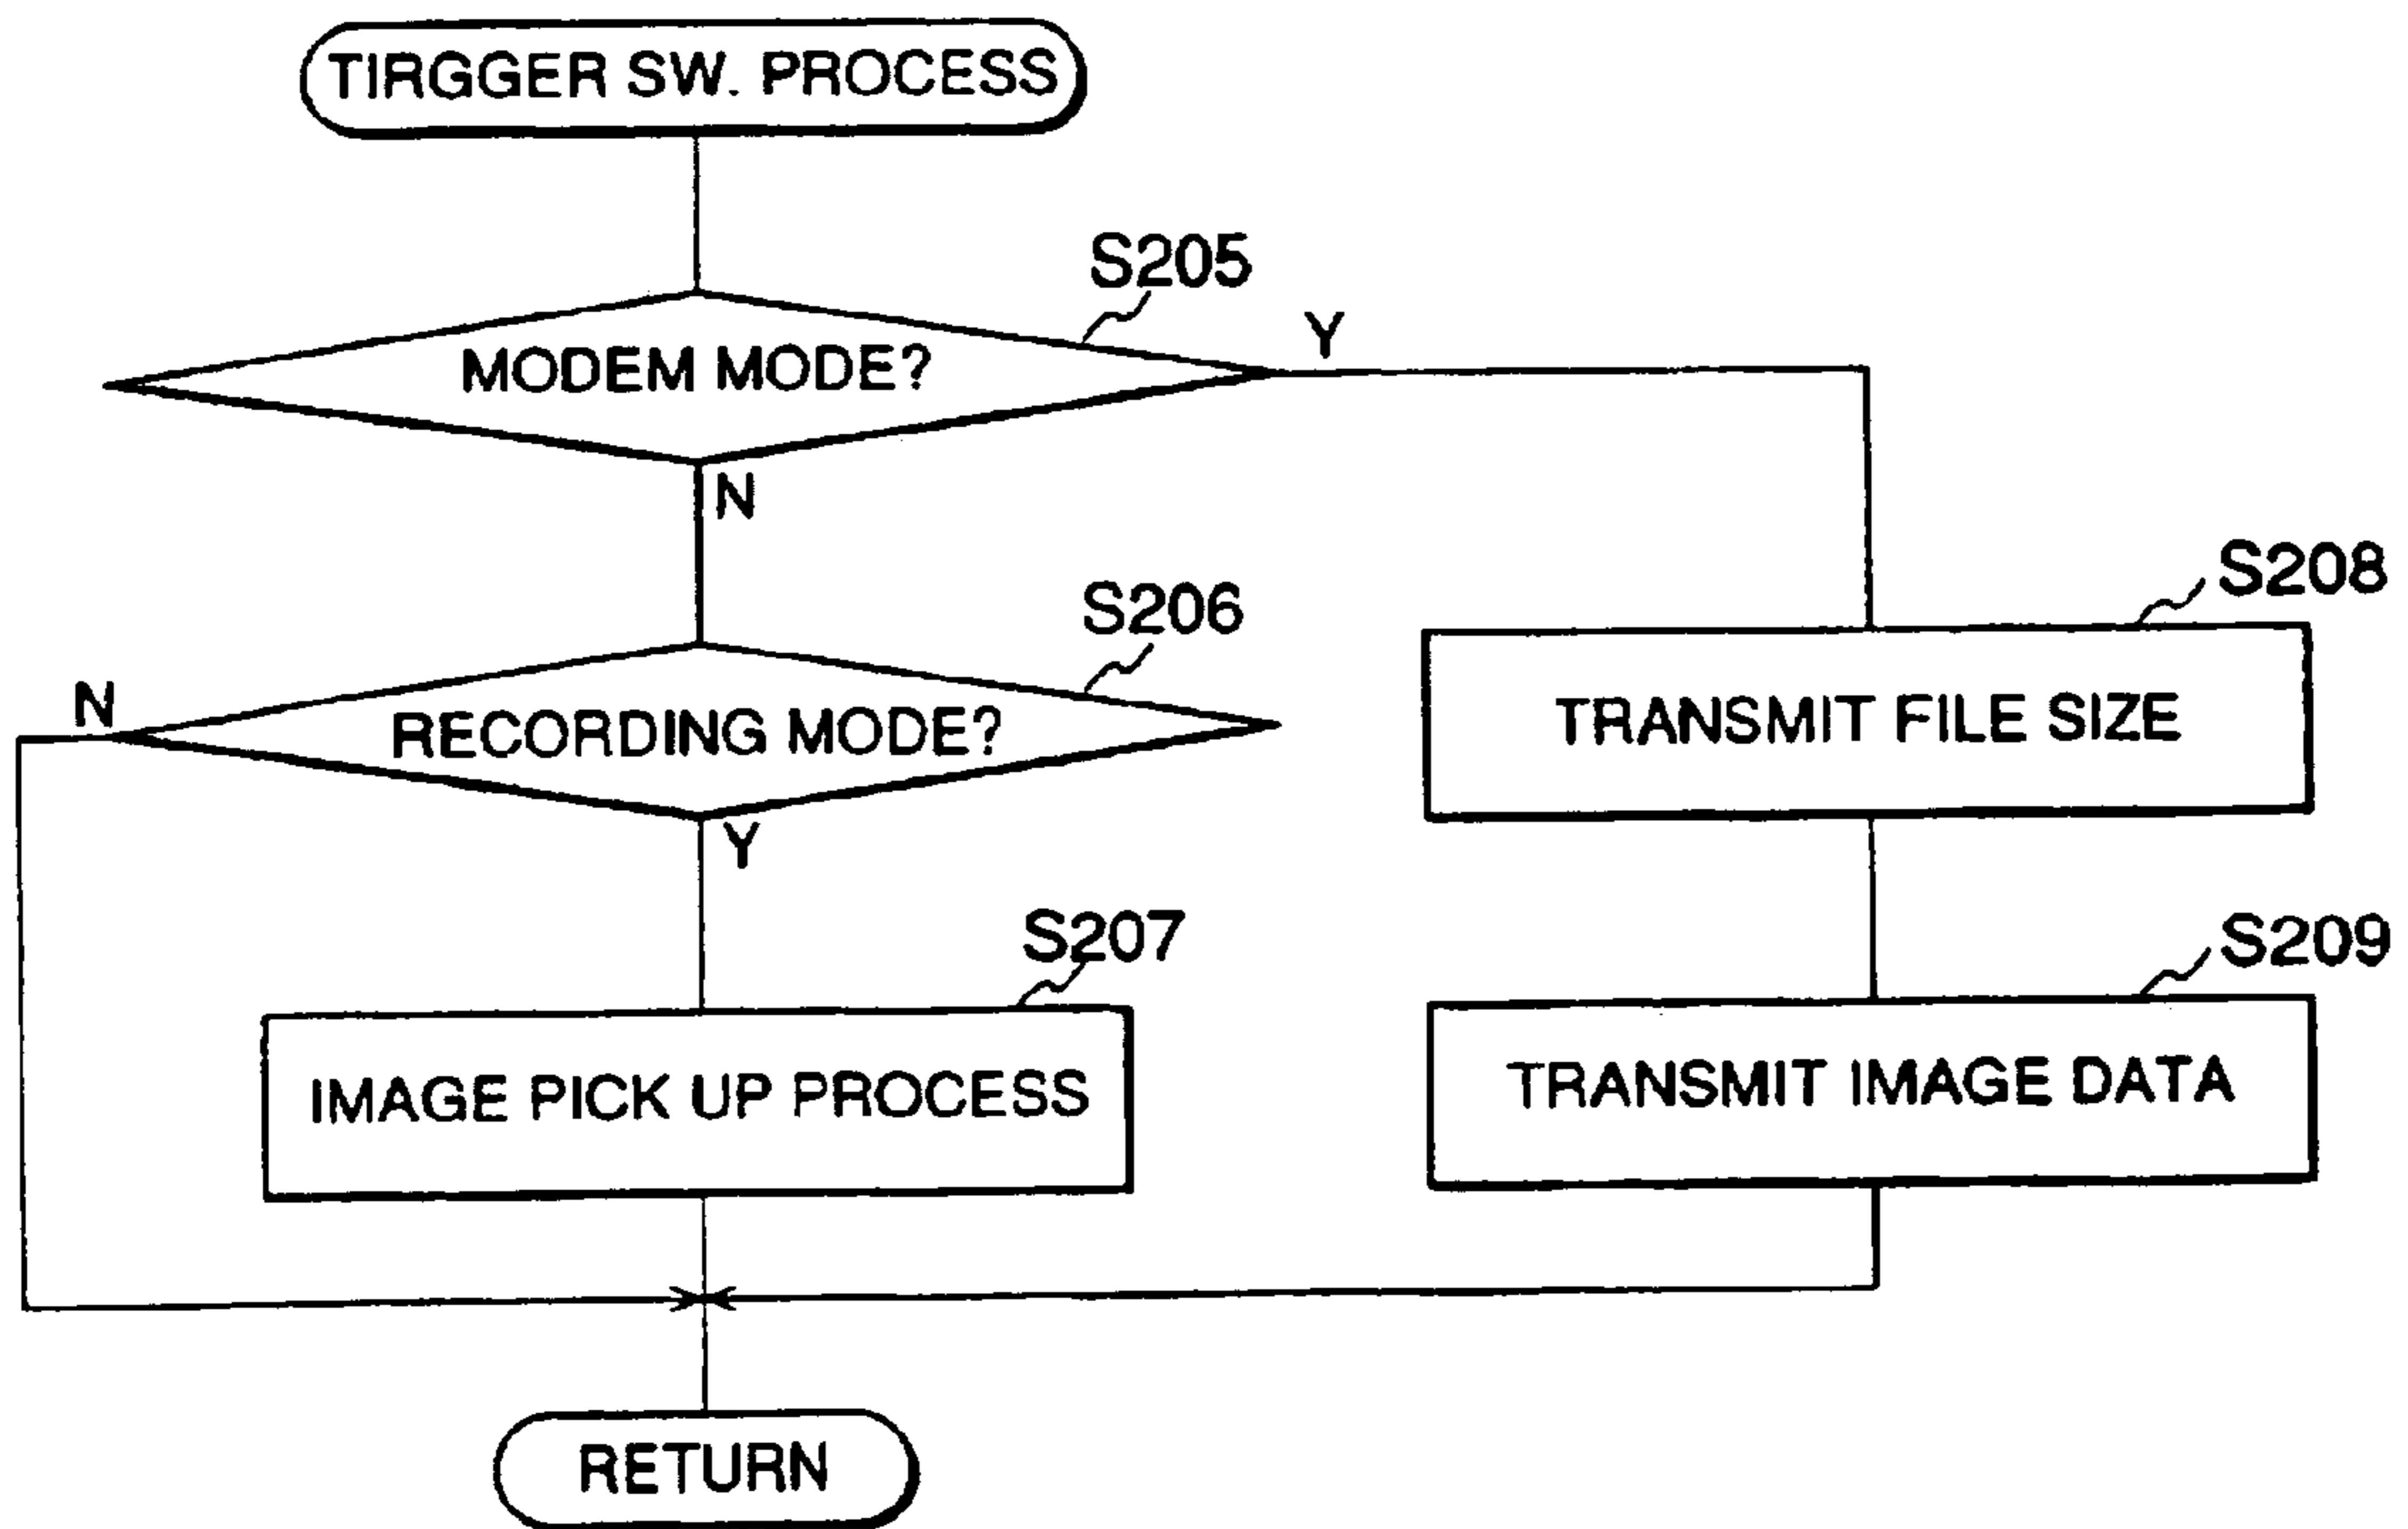 TIRGGER SW. PROCESS
S205
MODEM MODE?
Y
N
S206
N
RECORDING MODE?
Y
S207
IMAGE PICK UP PROCESS
S208
TRANSMIT FILE SIZE
S209
TRANSMIT IMAGE DATA
RETURN